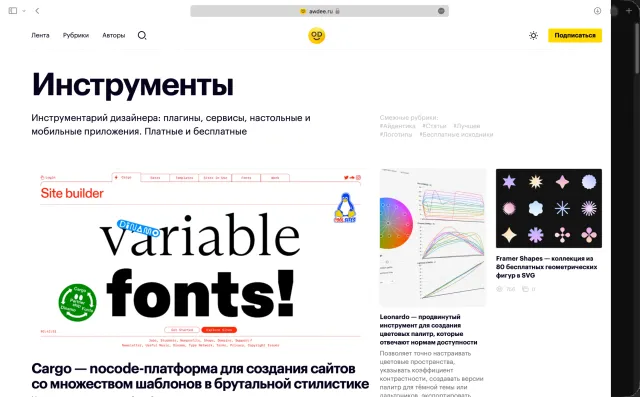 awdee.ru
Лента Рубрики Авторы
Подписаться
Инструменты
Инструментарий дизайнера: плагины, сервисы, настольные и
мобильные приложения. Платные и бесплатные
Смежные рубрики:
#Айдентика #Статьи #Лучшее
#Логотипы #Бесплатные исходники
Site builder
DINAMO
variable
fonts!
Cargo — nocode-платформа для создания сайтов
со множеством шаблонов в брутальной стилистике
Leonardo — продвинутый
инструмент для создания
цветовых палитр, которые
отвечают нормам доступности
Позволяет точно настраивать
цветовые пространства,
указывать коэффициент
контрастности, создавать версии
палитр для тёмной темы или
дальтоников, экспортировать
Framer Shapes — коллекция из
80 бесплатных геометрических
фигур в SVG